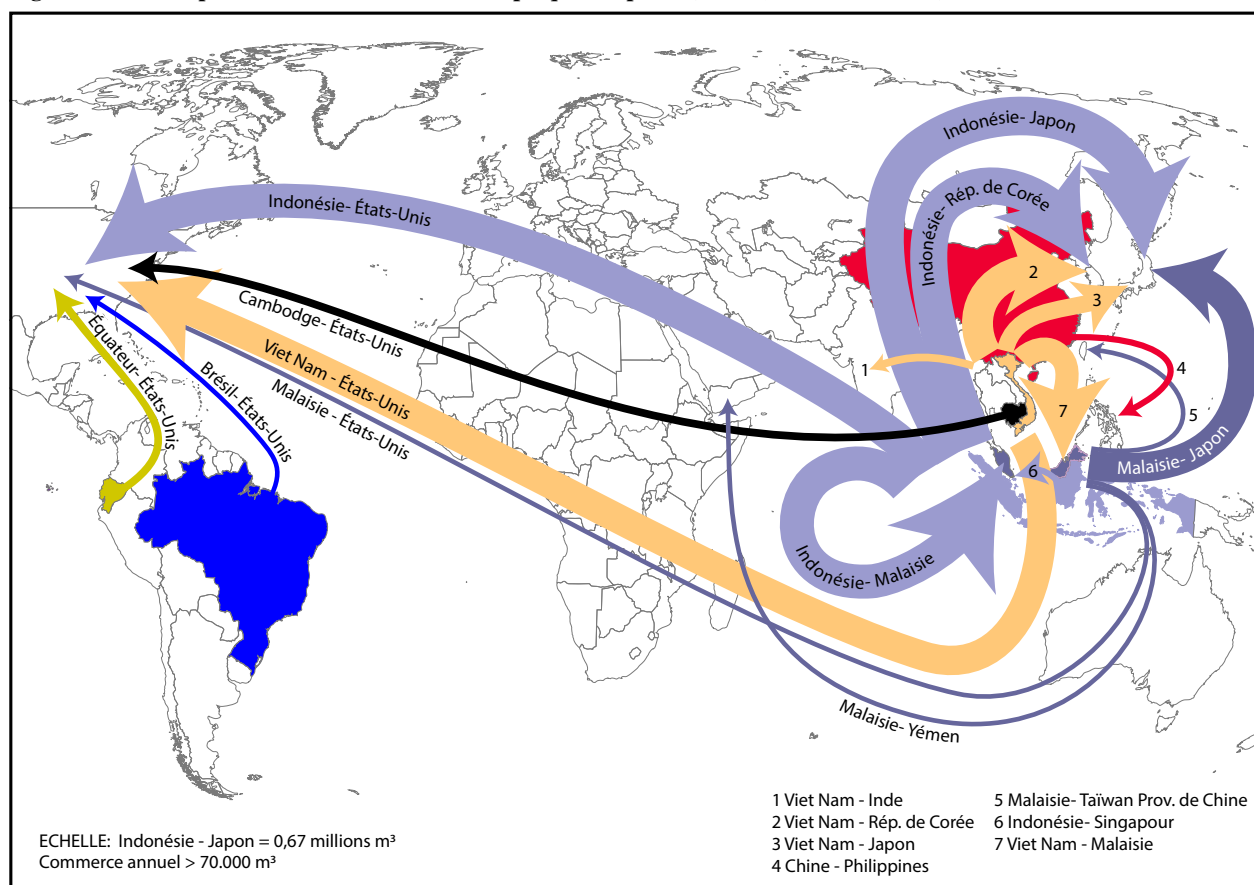 Indonésie- Japon
Indonésie- Rép. de Corée
Indonésie- États-Unis
Cambodge- États-Unis
Viet Nam - États-Unis
Malaisie - États-Unis
Équateur- États-Unis
Brésil- États-Unis
1
2
3
4
5
6
7
Malaisie- Japon
Indonésie- Malaisie
Malaisie- Yémen
1 Viet Nam - Inde
2 Viet Nam - Rép. de Corée
3 Viet Nam - Japon
4 Chine - Philippines
5 Malaisie- Taïwan Prov. de Chine
6 Indonésie- Singapour
7 Viet Nam - Malaisie
ECHELLE: Indonésie - Japon = 0,67 millions m³
Commerce annuel > 70.000 m³